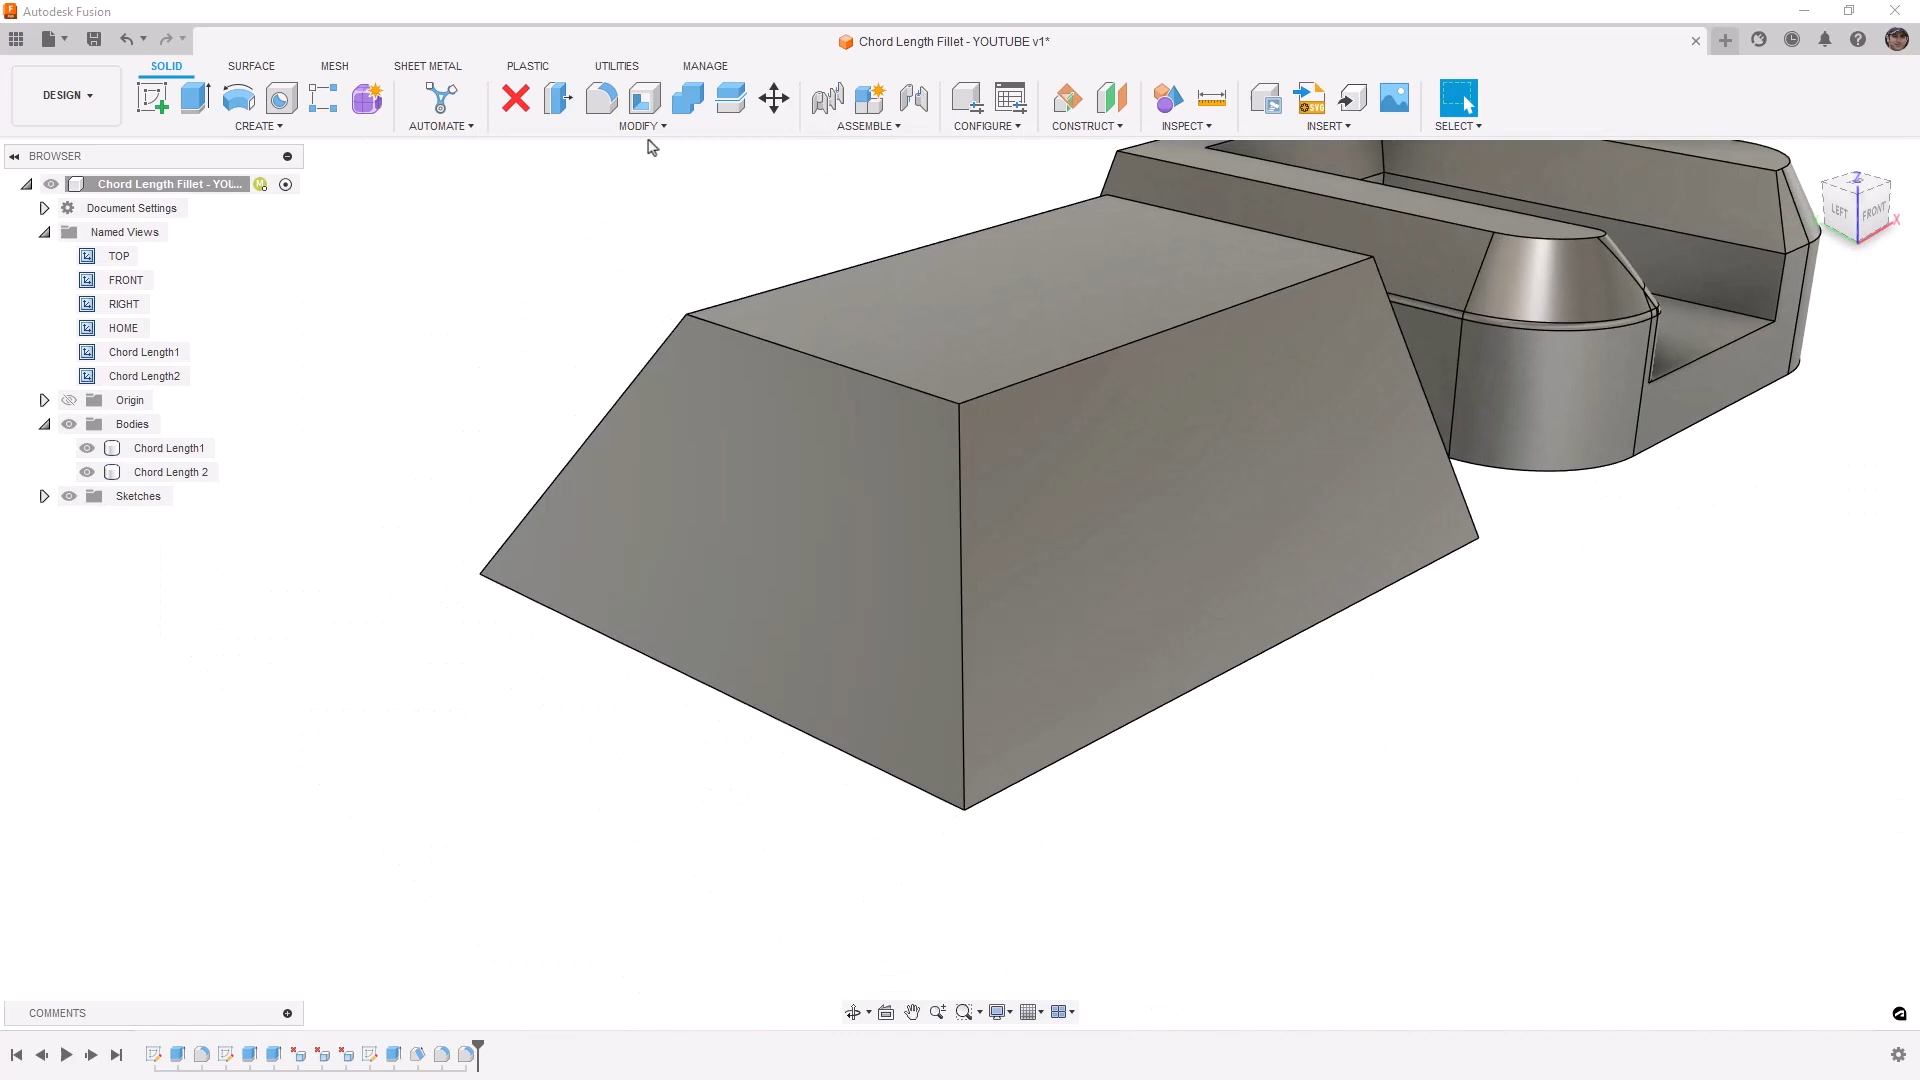 Autodesk Fusion
Chord Length Fillet - YOUTUBE v1*
SOLID SURFACE MESH SHEET METAL PLASTIC UTILITIES MANAGE
DESIGN
CREATE AUTOMATE MODIFY ASSEMBLE CONFIGURE CONSTRUCT INSPECT INSERT SELECT
BROWSER
Chord Length Fillet - YOU...
Document Settings
Named Views
TOP
FRONT
RIGHT
HOME
Chord Length1
Chord Length2
Origin
Bodies
Chord Length1
Chord Length 2
Sketches
Z
LEFT FRONT X
COMMENTS